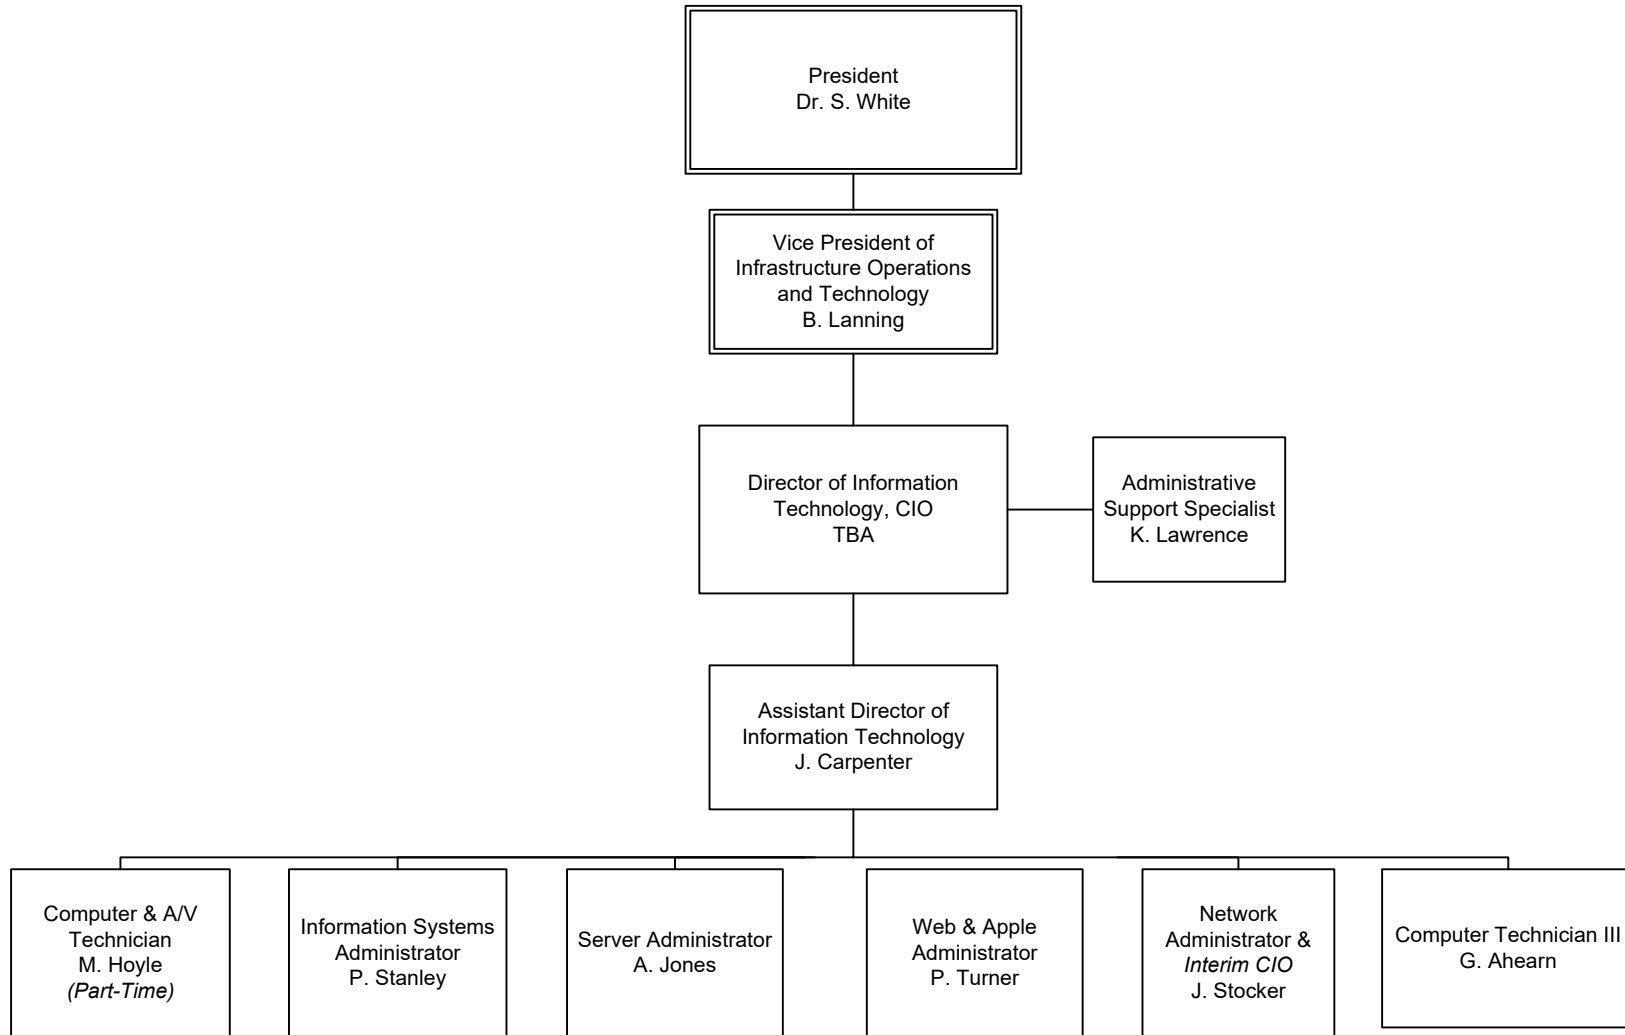 President
Dr. S. White
Vice President of
Infrastructure Operations
and Technology
B. Lanning
Director of Information
Technology, CIO
TBA
Administrative
Support Specialist
K. Lawrence
Assistant Director of
Information Technology
J. Carpenter
Computer & A/V
Technician
M. Hoyle
(Part-Time)
Information Systems
Administrator
P. Stanley
Server Administrator
A. Jones
Web & Apple
Administrator
P. Turner
Network
Administrator &
Interim CIO
J. Stocker
Computer Technician III
G. Ahearn